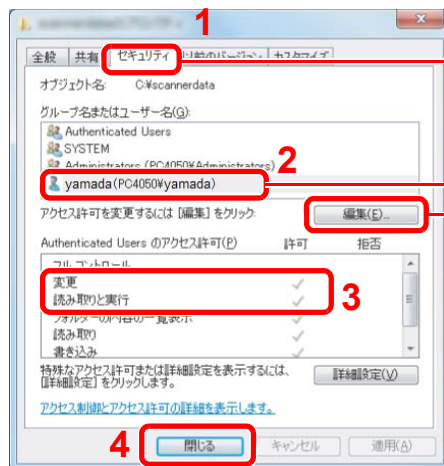 1
全般 共有 セキュリティ 以前のバージョン カスタマイズ
オブジェクト名: C:¥scannerdata
グループ名またはユーザー名(G):
Authenticated Users
SYSTEM
Administrators (PC4050¥Administrators)
2
yamada(PC4050¥yamada)
アクセス許可を変更するには [編集] をクリック
編集(E)...
Authenticated Users のアクセス許可(P) 許可 拒否
フル コントロール
変更
読み取りと実行
3
フォルダーの内容の一覧表示
読み取り
書き込み
特殊なアクセス許可または詳細設定を表示するには、
[詳細設定] をクリックします。
詳細設定(V)
アクセス制御とアクセス許可の詳細を表示します。
4
閉じる キャンセル 適用(A)